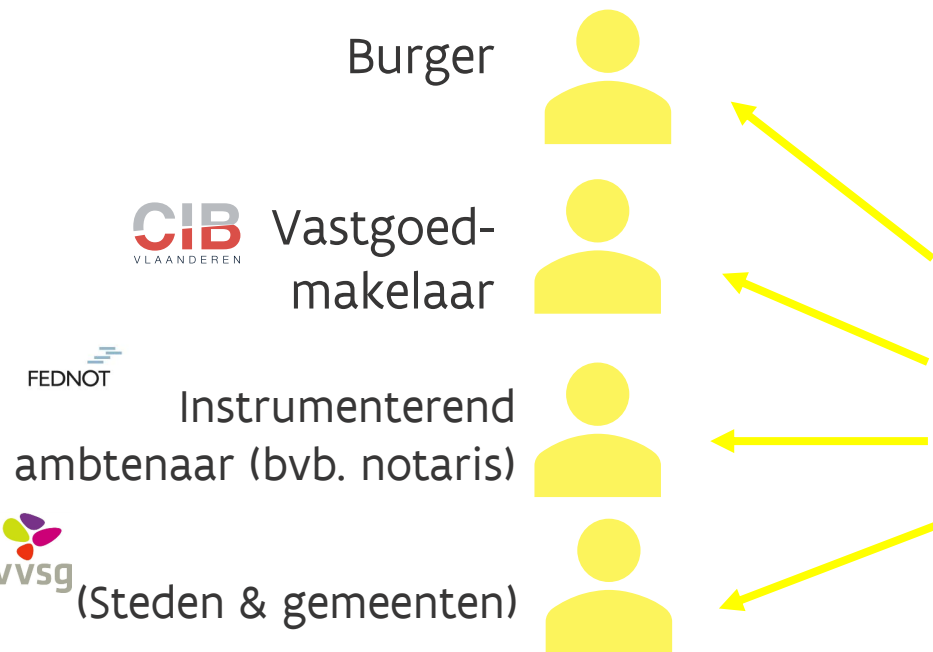 Burger
CIB
VLAANDEREN
Vastgoed-
makelaar
FEDNOT
Instrumenterend
ambtenaar (bvb. notaris)
vvsg
(Steden & gemeenten)